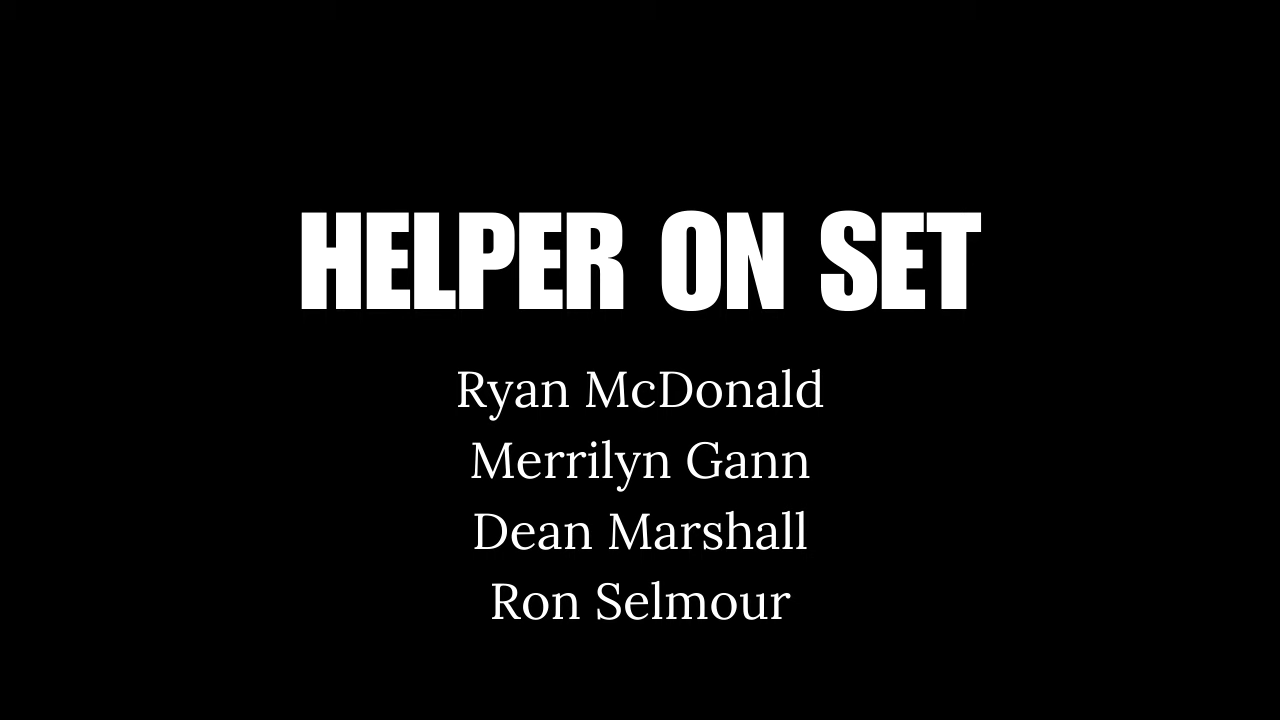 HELPER ON SET
Ryan McDonald
Merrilyn Gann
Dean Marshall
Ron Selmour